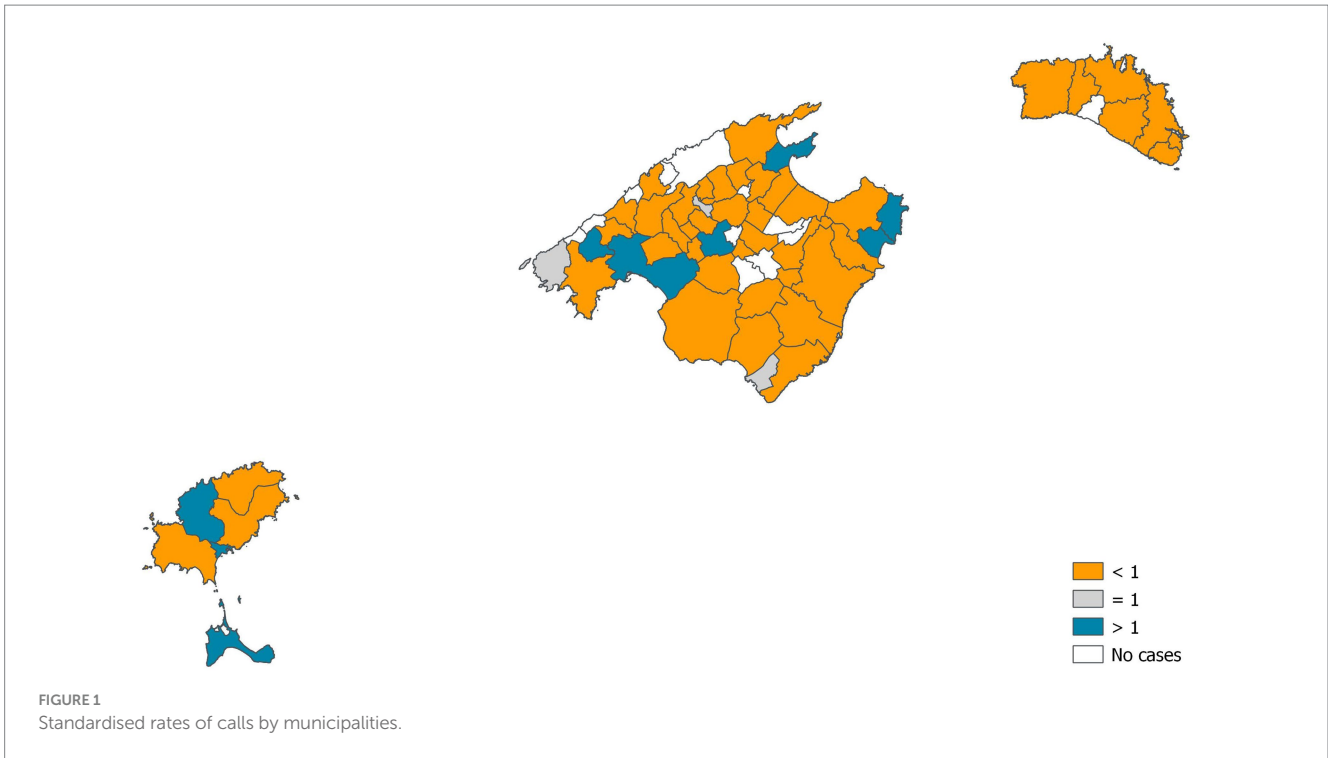 < 1
= 1
> 1
No cases
FIGURE 1
Standardised rates of calls by municipalities.